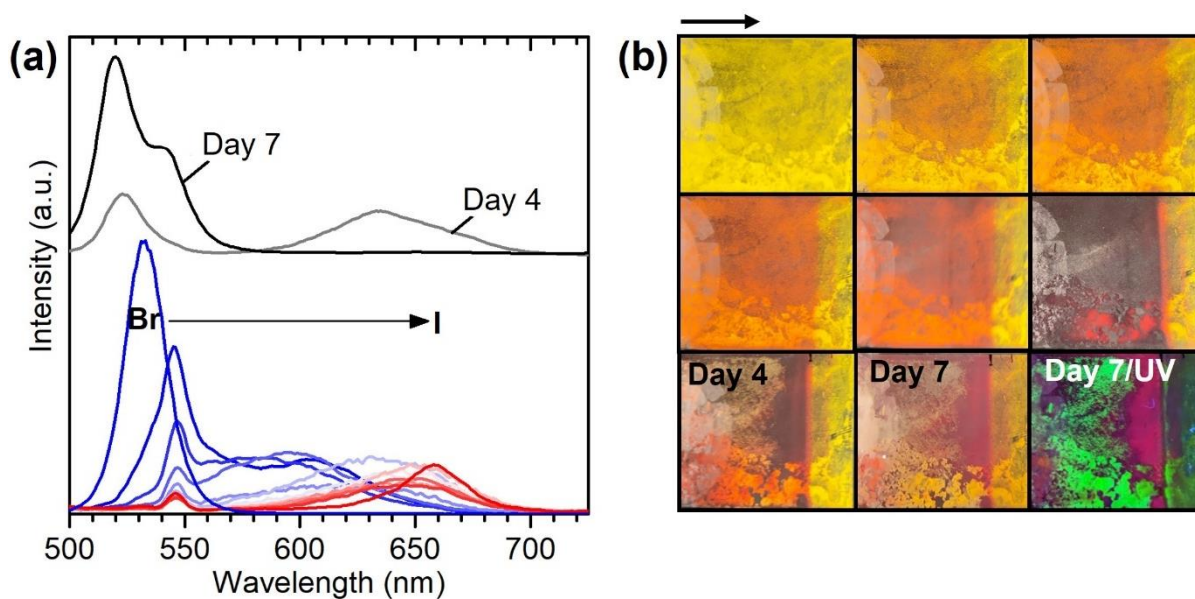 (a)
Day 7
Day 4
Br
I
Intensity (a.u.)
500 550 600 650 700
Wavelength (nm)
(b)
Day 4
Day 7
Day 7/UV